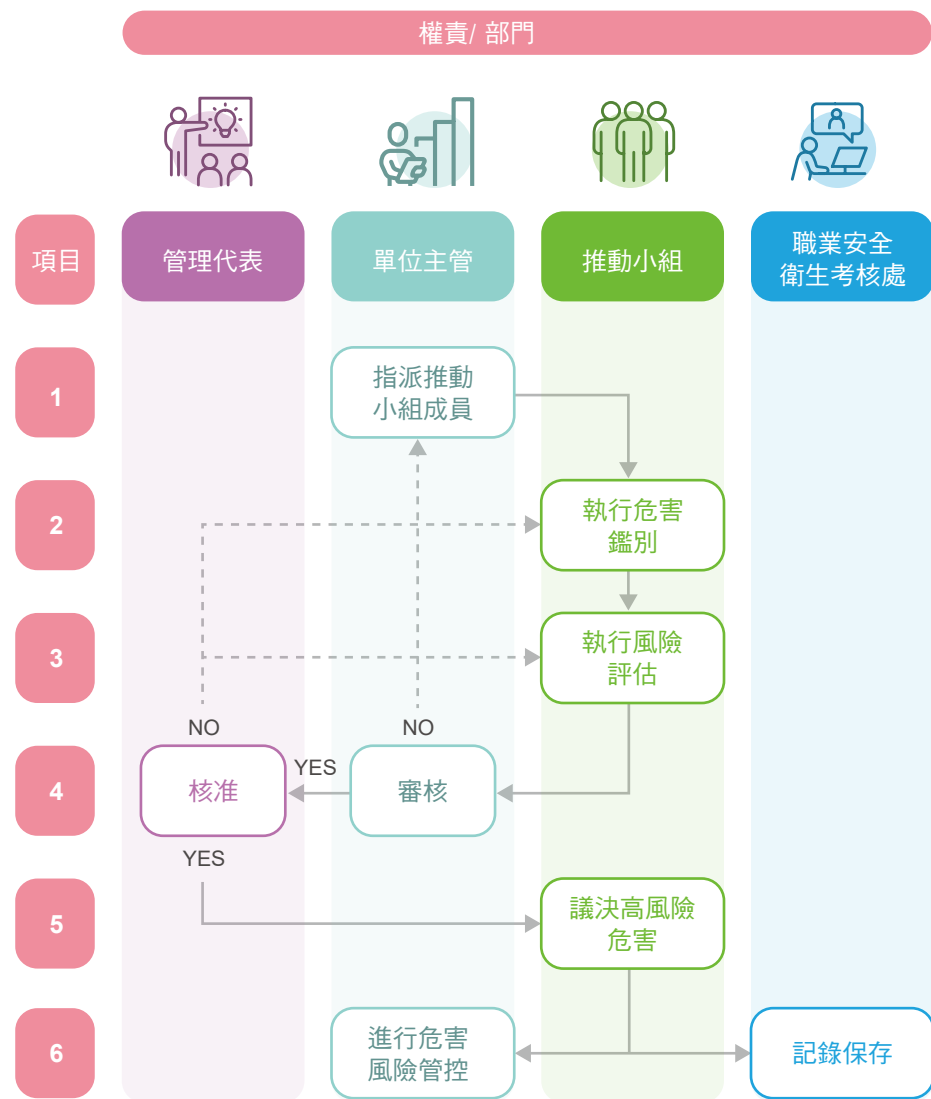 權責/ 部門
項目
管理代表
單位主管
推動小組
職業安全
衛生考核處
1
指派推動
小組成員
2
執行危害
鑑別
3
執行風險
評估
NO
NO
4
核准
YES
審核
YES
5
議決高風險
危害
6
進行危害
風險管控
記錄保存